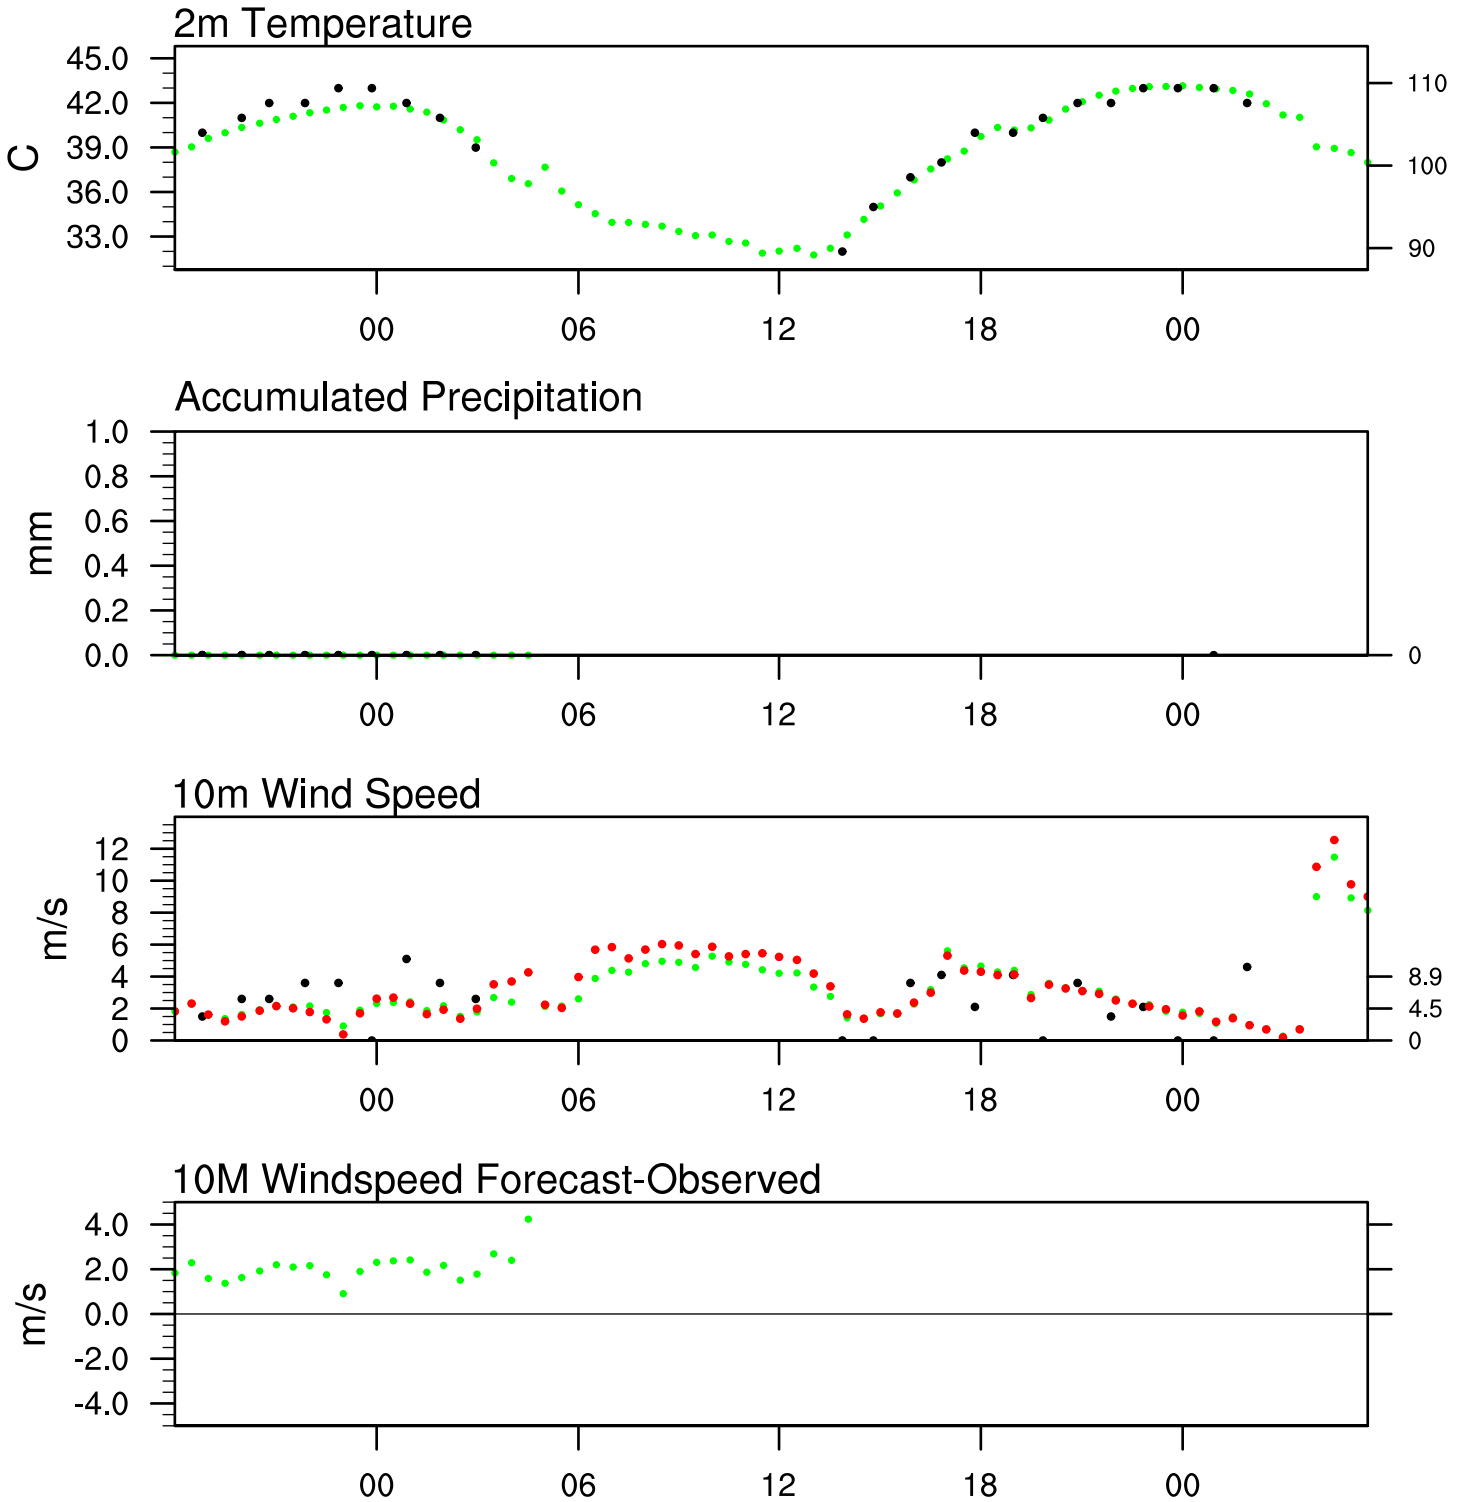 2m Temperature
45.0
42.0
39.0
36.0
33.0
C
110
100
90
00 06 12 18 00
Accumulated Precipitation
1.0
0.8
0.6
0.4
0.2
0.0
mm
0
00 06 12 18 00
10m Wind Speed
12
10
8
6
4
2
0
m/s
8.9
4.5
0
00 06 12 18 00
10M Windspeed Forecast-Observed
4.0
2.0
0.0
-2.0
-4.0
m/s
00 06 12 18 00